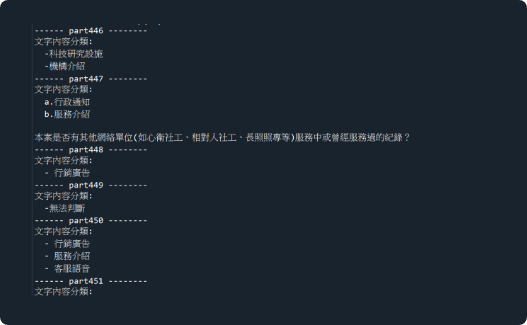 ------ part446 --------
文字內容分類:
-科技研究設施
-機構介紹
------ part447 --------
文字內容分類:
a.行政通知
b.服務介紹
本案是否有其他網絡單位(如心衛社工、相對人社工、長照照專等)服務中或曾經服務過的紀錄？
------ part448 --------
文字內容分類:
- 行銷廣告
------ part449 --------
文字內容分類:
-無法判斷
------ part450 --------
文字內容分類:
- 行銷廣告
- 服務介紹
- 客服語音
------ part451 --------
文字內容分類: